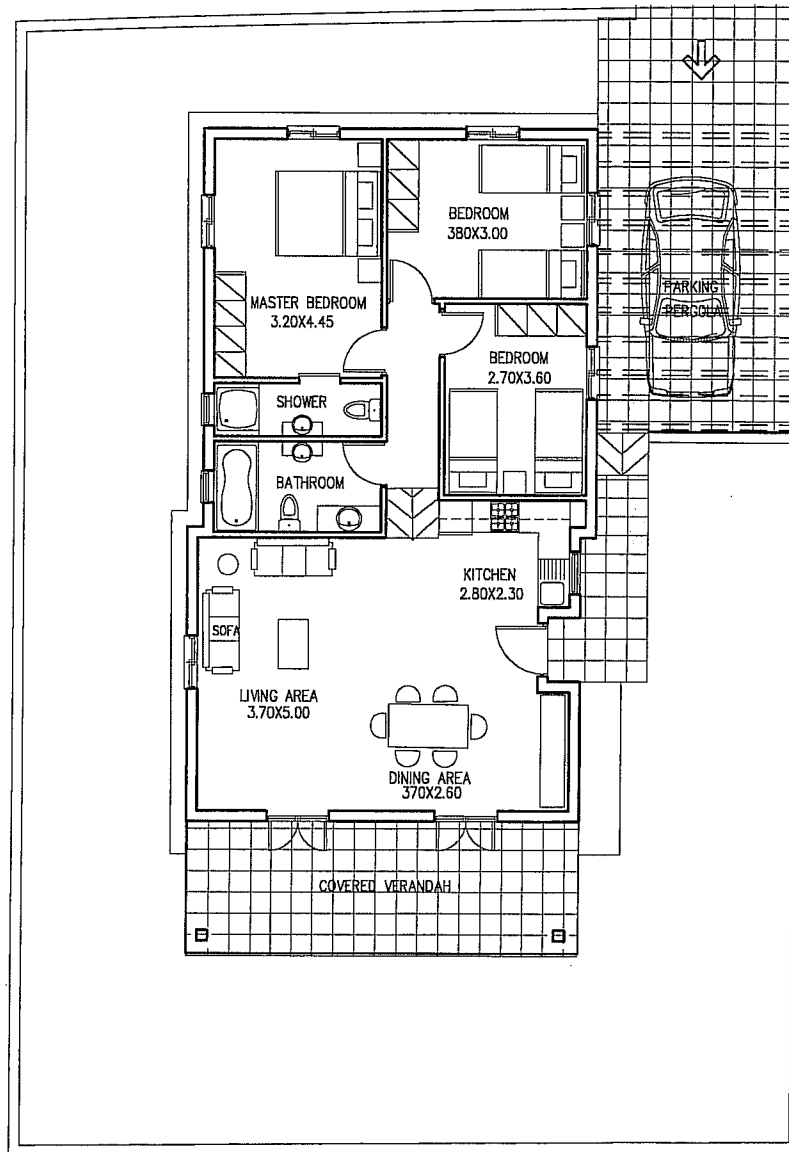 BEDROOM
380X3.00
PARKING
PERGOLA
MASTER BEDROOM
3.20X4.45
BEDROOM
2.70X3.60
SHOWER
BATHROOM
KITCHEN
2.80X2.30
SOFA
LIVING AREA
3.70X5.00
DINING AREA
370X2.60
COVERED VERANDAH